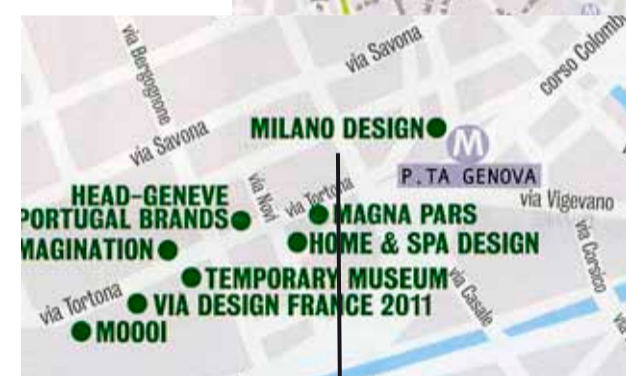 via Bergognone
via Savona
corso Colombo
via Savona
MILANO DESIGN
M
P.TA GENOVA
HEAD-GENEVE
PORTUGAL BRANDS
via Novi
via Tortona
MAGNA PARS
via Vigevano
MAGINATION
HOME & SPA DESIGN
via Corsico
TEMPORARY MUSEUM
via Casale
via Tortona
VIA DESIGN FRANCE 2011
MOOOI